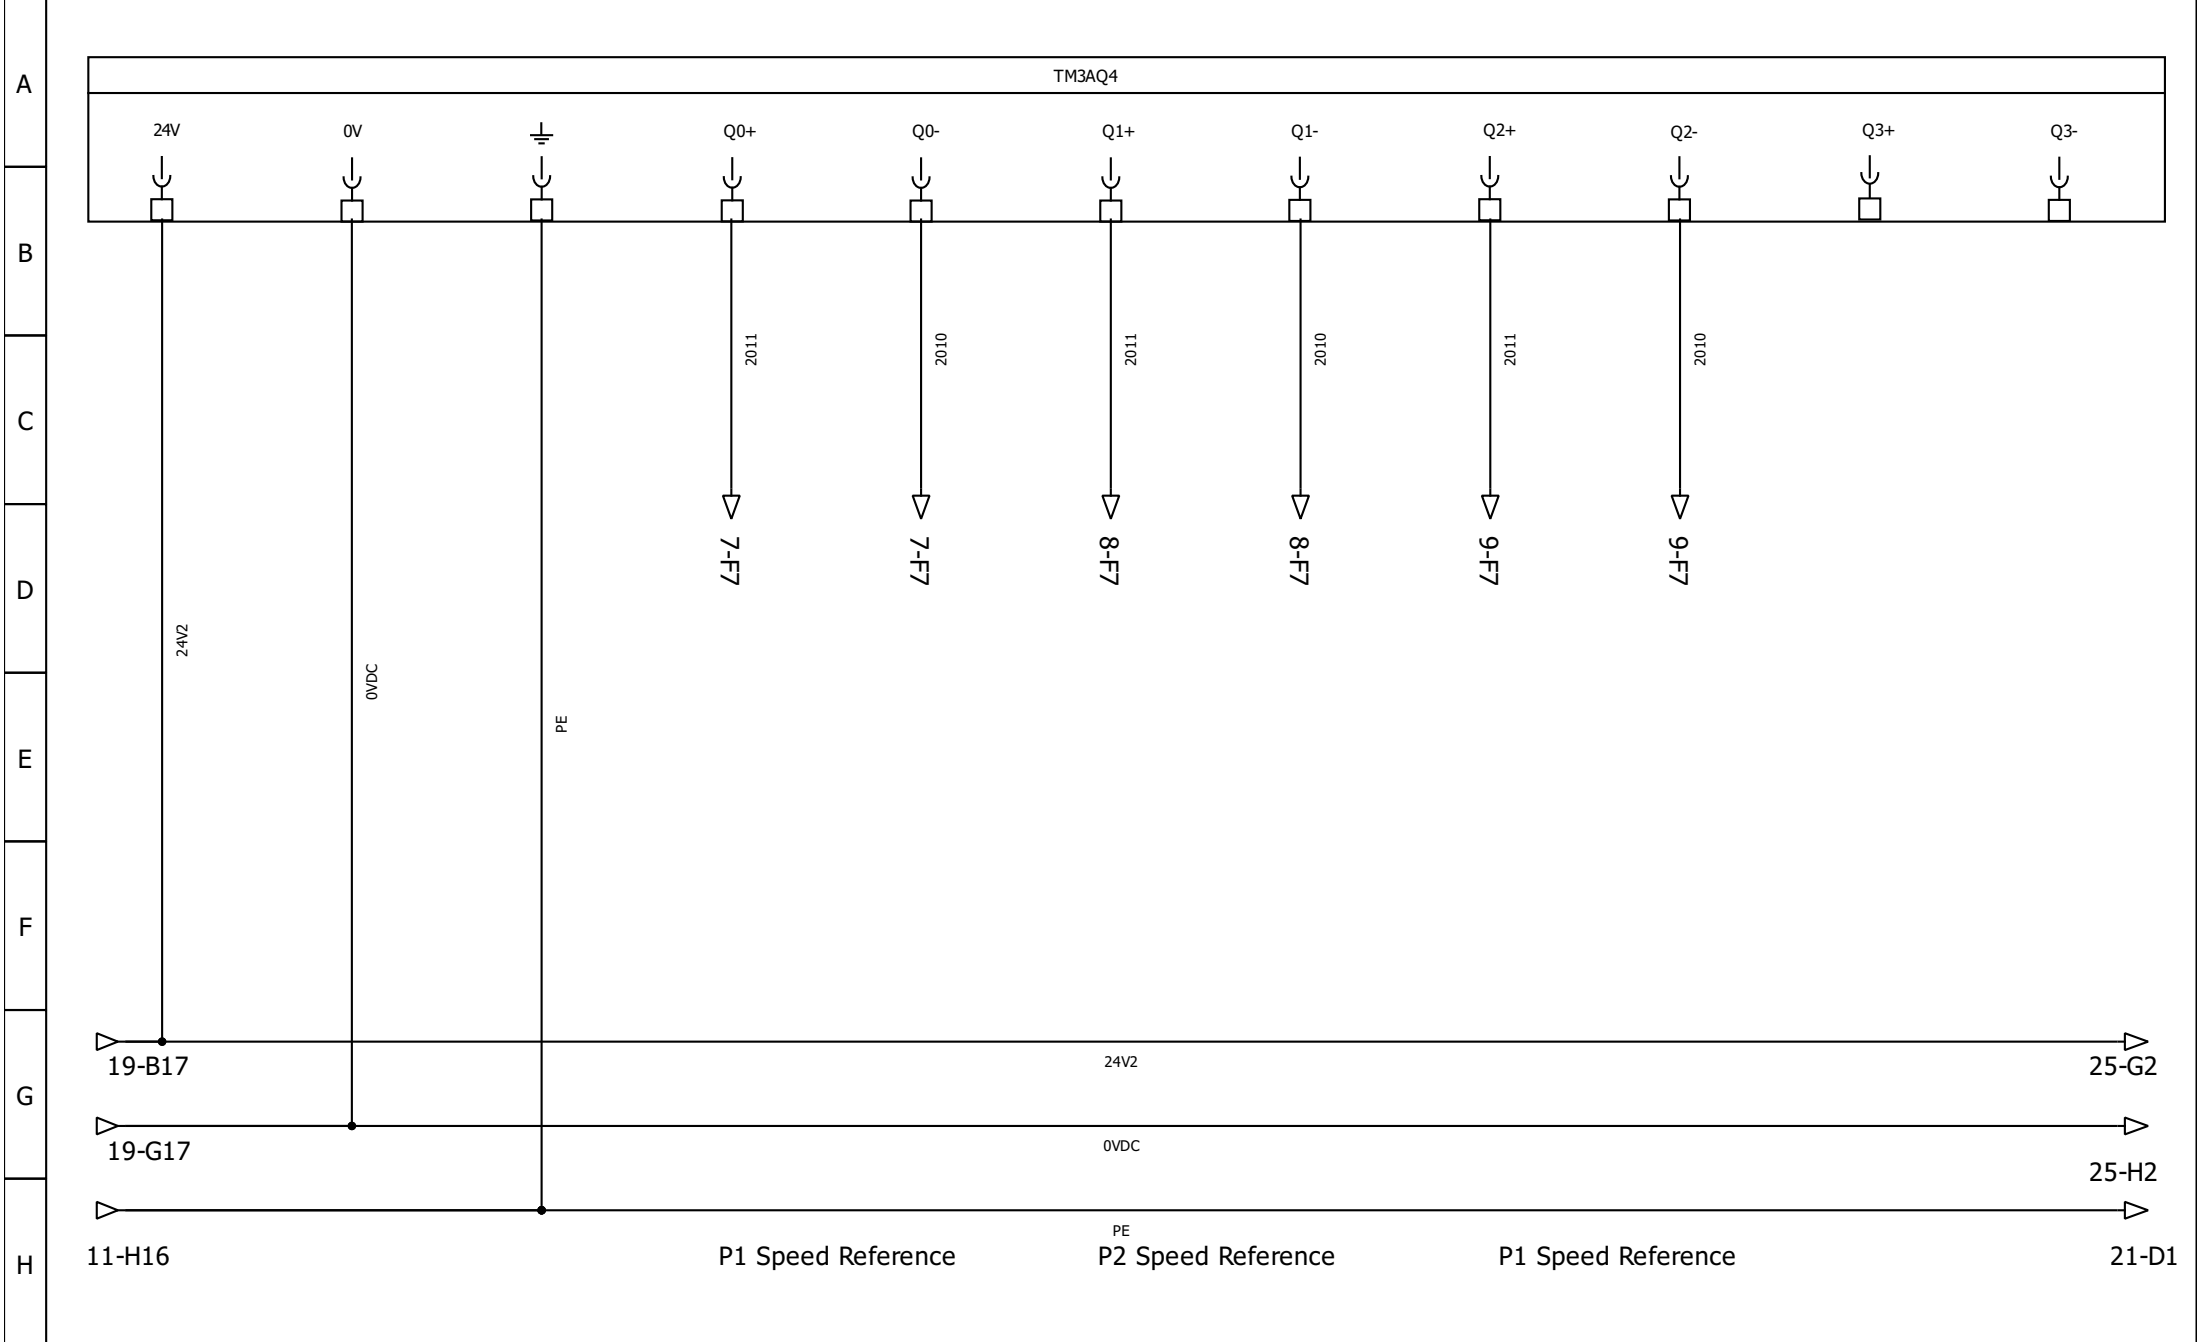 A
TM3AQ4
24V
0V
Q0+
Q0-
Q1+
Q1-
Q2+
Q2-
Q3+
Q3-
B
2011
2010
2011
2010
2011
2010
C
7-F7
7-F7
8-F7
8-F7
9-F7
9-F7
D
24V2
0VDC
PE
E
F
19-B17
24V2
25-G2
G
19-G17
0VDC
25-H2
PE
H
11-H16
P1 Speed Reference
P2 Speed Reference
P1 Speed Reference
21-D1